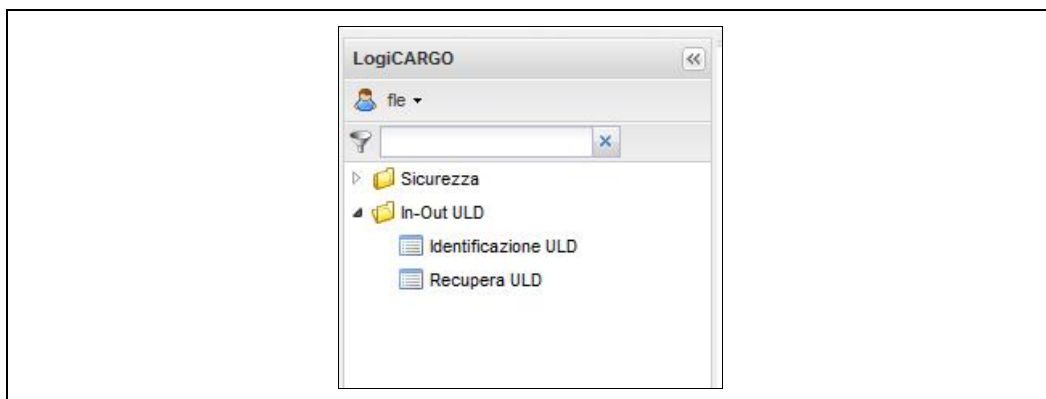 LogiCARGO
fle
Sicurezza
In-Out ULD
Identificazione ULD
Recupera ULD